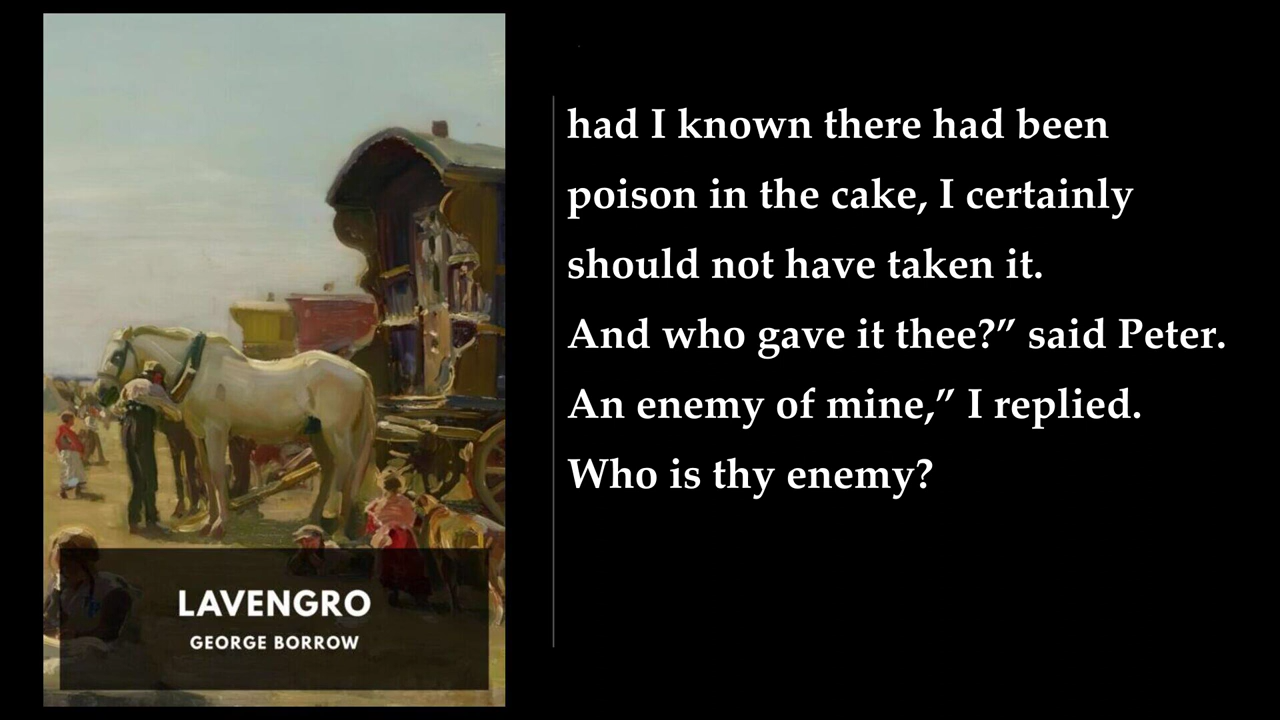 LAVENGRO
GEORGE BORROW
had I known there had been
poison in the cake, I certainly
should not have taken it.
And who gave it thee?” said Peter.
An enemy of mine,” I replied.
Who is thy enemy?